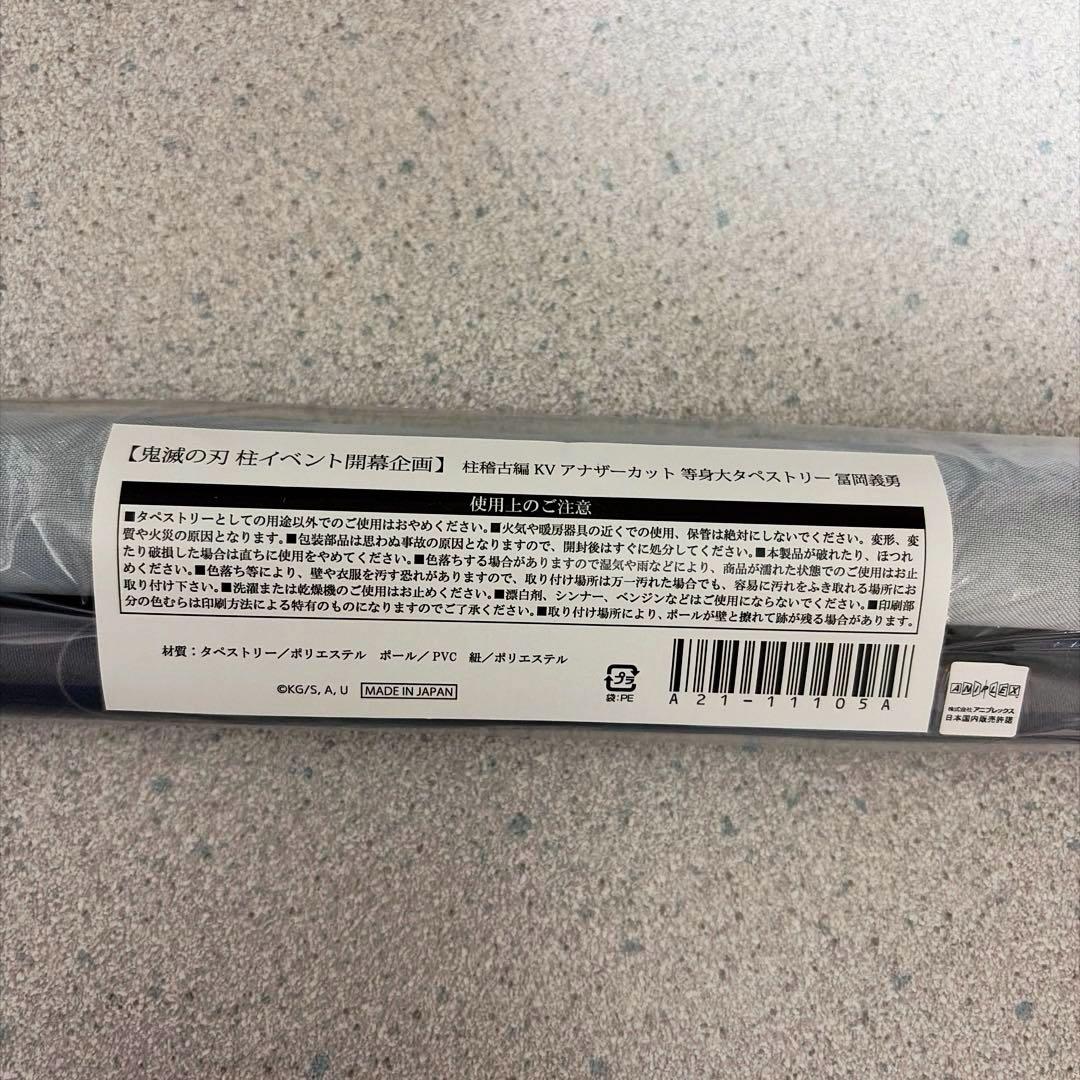 【鬼滅の刃 柱イベント開幕企画】 柱稽古編 KV アナザーカット 等身大タペストリー 冨岡義勇
使用上のご注意
■タペストリーとしての用途以外でのご使用はおやめください。■火気や暖房器具の近くでの使用、保管は絶対にしないでください。変形、変
質や火災の原因となります。■包装部品は思わぬ事故の原因となりますので、開封後はすぐに処分してください。■本製品が破れたり、ほつれ
たり破損した場合は直ちに使用をやめてください。■色落ちする場合がありますので湿気や雨などにより、商品が濡れた状態でのご使用はお止
めください。■色落ち等により、壁や衣服を汚す恐れがありますので、取り付け場所は万一汚れた場合でも、容易に汚れをふき取れる場所にお
取り付け下さい。■洗濯または乾燥機のご使用はお止めください。■漂白剤、シンナー、ベンジンなどはご使用にならないでください。■印刷部
分の色むらは印刷方法による特有のものになりますのでご了承ください。■取り付け場所により、ポールが壁と擦れて跡が残る場合があります。
材質：タペストリー／ポリエステル ポール／PVC 紐／ポリエステル
©KG/S, A, U MADE IN JAPAN
プラ
袋:PE
A21-11105A
ANIPLEX
株式会社アニプレックス
日本国内販売許諾